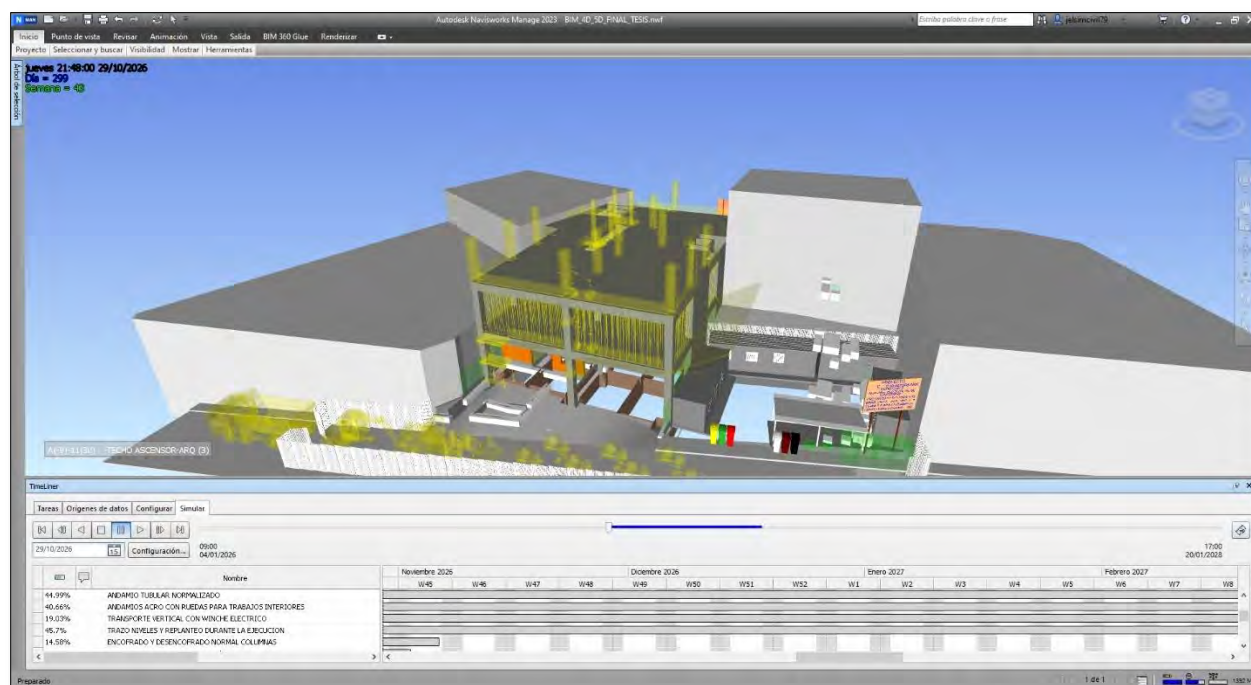 Autodesk Navisworks Manage 2023 BIM_4D_5D_FINAL_TESIS.nwf
Escriba palabra clave o frase
Inicio Punto de vista Revisar Animación Vista Salida BIM 360 Glue Renderizar
Proyecto Seleccionar y buscar Visibilidad Mostrar Herramientas
Árbol de selección
jueves 21:48:00 29/10/2026
Día = 299
Semana = 43
TECHO ASCENSOR-ARQ (3)
TimeLiner
Tareas Orígenes de datos Configurar Simular
29/10/2026 15 Configuración... 09:00 04/01/2026 17:00 20/01/2028
Nombre
Noviembre 2026 Diciembre 2026 Enero 2027 Febrero 2027
W45 W46 W47 W48 W49 W50 W51 W52 W1 W2 W3 W4 W5 W6 W7 W8
44.99% ANDAMIO TUBULAR NORMALIZADO
40.66% ANDAMIOS ACRO CON RUEDAS PARA TRABAJOS INTERIORES
19.03% TRANSPORTE VERTICAL CON WINCHE ELECTRICO
45.7% TRAZO NIVELES Y REPLANTEO DURANTE LA EJECUCION
14.58% ENCOFRADO Y DESENCOFRADO NORMAL COLUMNAS
Preparado
1 de 1